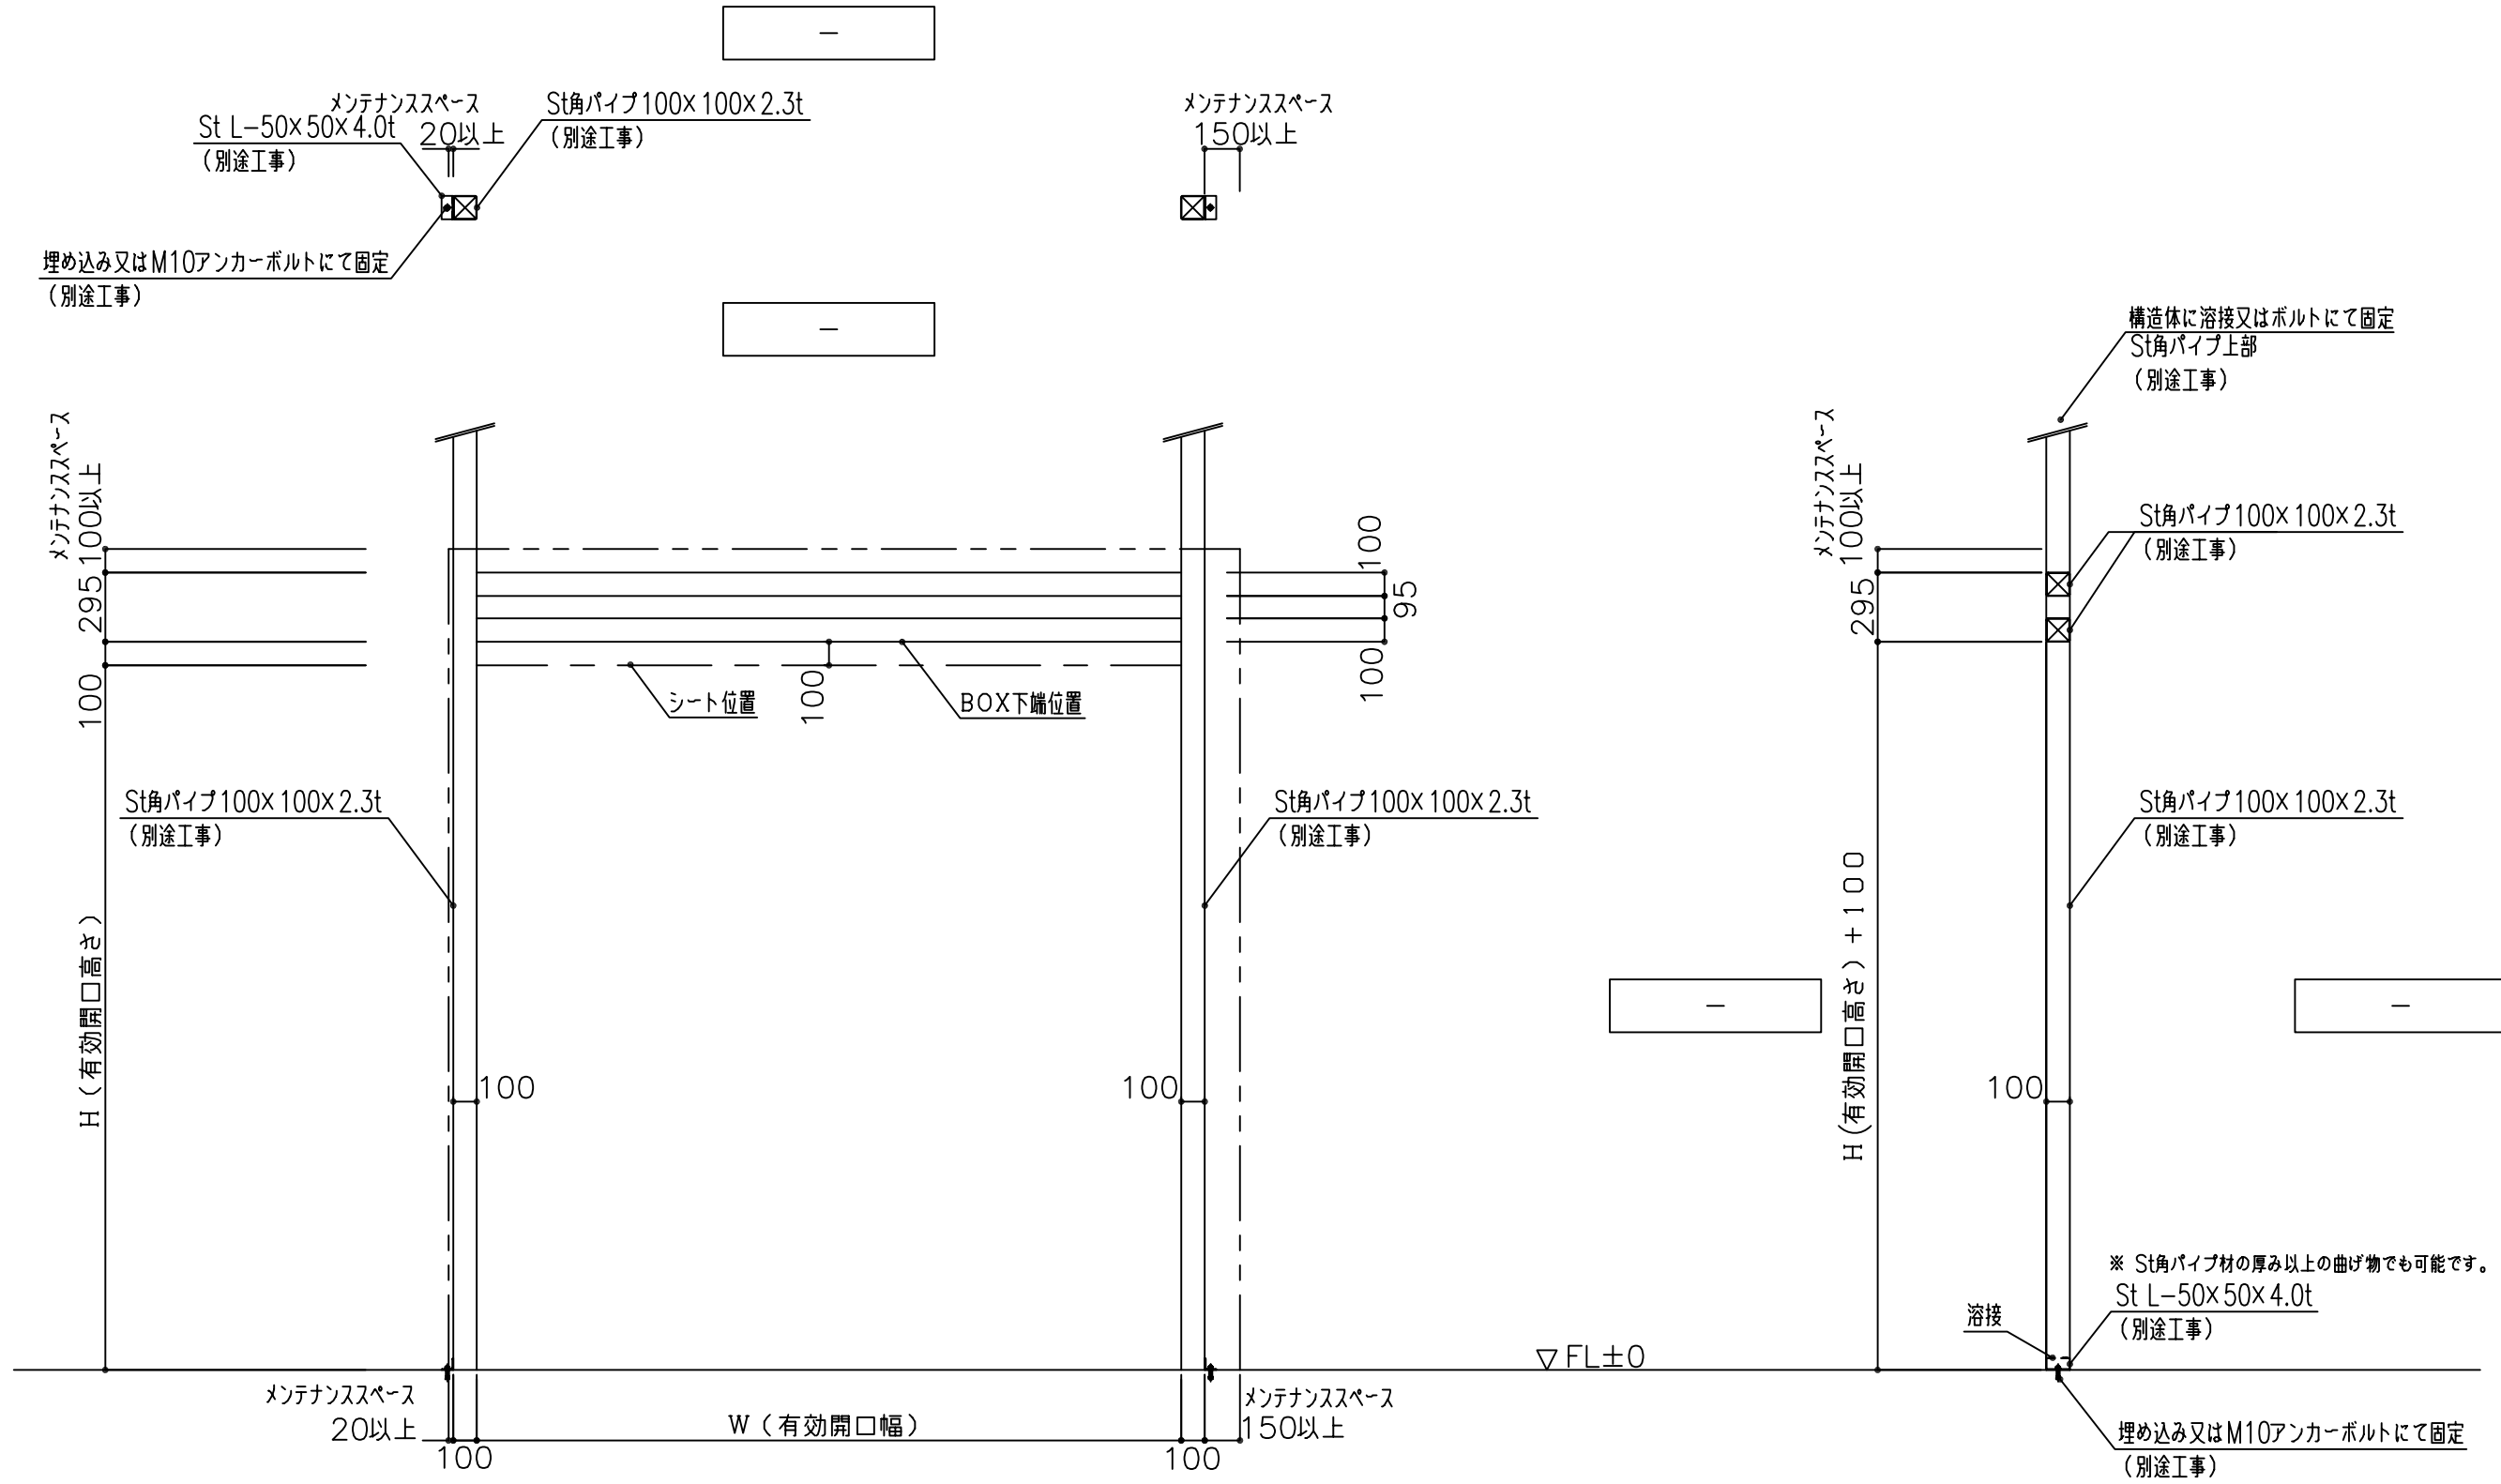 －
メンテナンススペース
20以上
St L-50×50×4.0t
（別途工事）
St角パイプ100×100×2.3t
（別途工事）
メンテナンススペース
150以上
埋め込み又はM10アンカーボルトにて固定
（別途工事）
－
構造体に溶接又はボルトにて固定
St角パイプ上部
（別途工事）
メンテナンススペース
100以上
295
100
H（有効開口高さ）
100
95
100
シート位置
100
BOX下端位置
メンテナンススペース
100以上
295
St角パイプ100×100×2.3t
（別途工事）
St角パイプ100×100×2.3t
（別途工事）
St角パイプ100×100×2.3t
（別途工事）
St角パイプ100×100×2.3t
（別途工事）
H（有効開口高さ）＋100
－
－
100
100
100
※ St角パイプ材の厚み以上の曲げ物でも可能です。
St L-50×50×4.0t
（別途工事）
溶接
▽FL±0
メンテナンススペース
20以上
100
W（有効開口幅）
100
メンテナンススペース
150以上
埋め込み又はM10アンカーボルトにて固定
（別途工事）